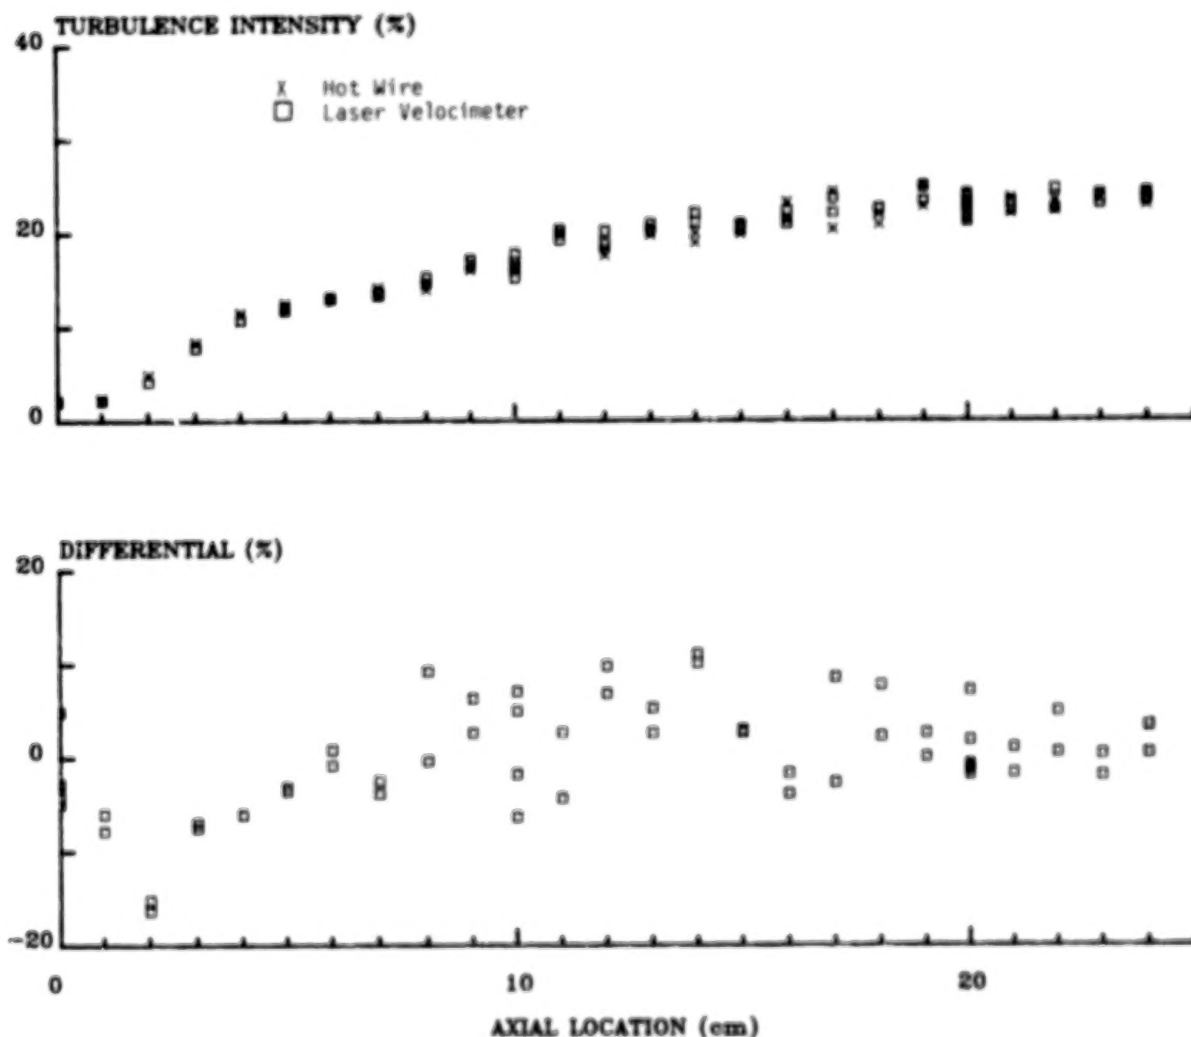 TURBULENCE INTENSITY (%)
40
X Hot Wire
□ Laser Velocimeter
20
0
DIFFERENTIAL (%)
20
0
-20
0 10 20
AXIAL LOCATION (cm)